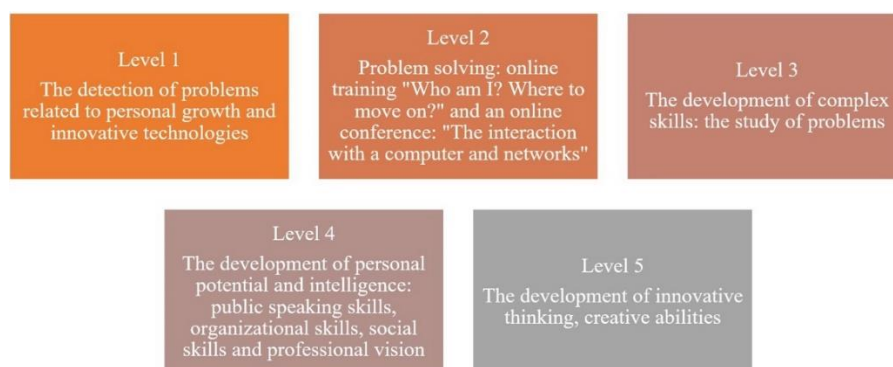 Level 1
The detection of problems
related to personal growth and
innovative technologies
Level 2
Problem solving: online
training "Who am I? Where to
move on?" and an online
conference: "The interaction
with a computer and networks"
Level 3
The development of complex
skills: the study of problems
Level 4
The development of personal
potential and intelligence:
public speaking skills,
organizational skills, social
skills and professional vision
Level 5
The development of innovative
thinking, creative abilities